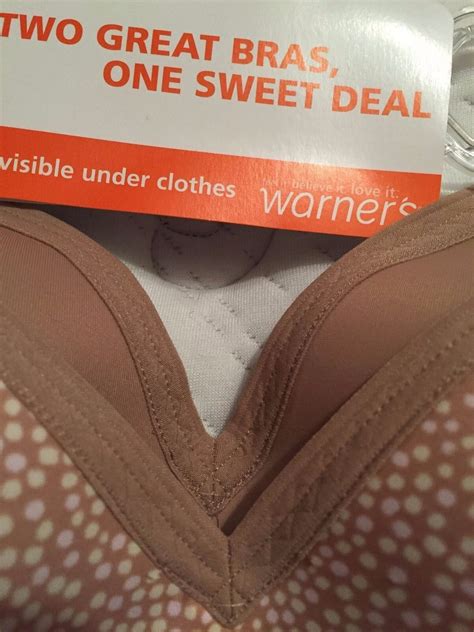 TWO GREAT BRAS,
ONE SWEET DEAL
visible under clothes
believe it. love it.
warner's